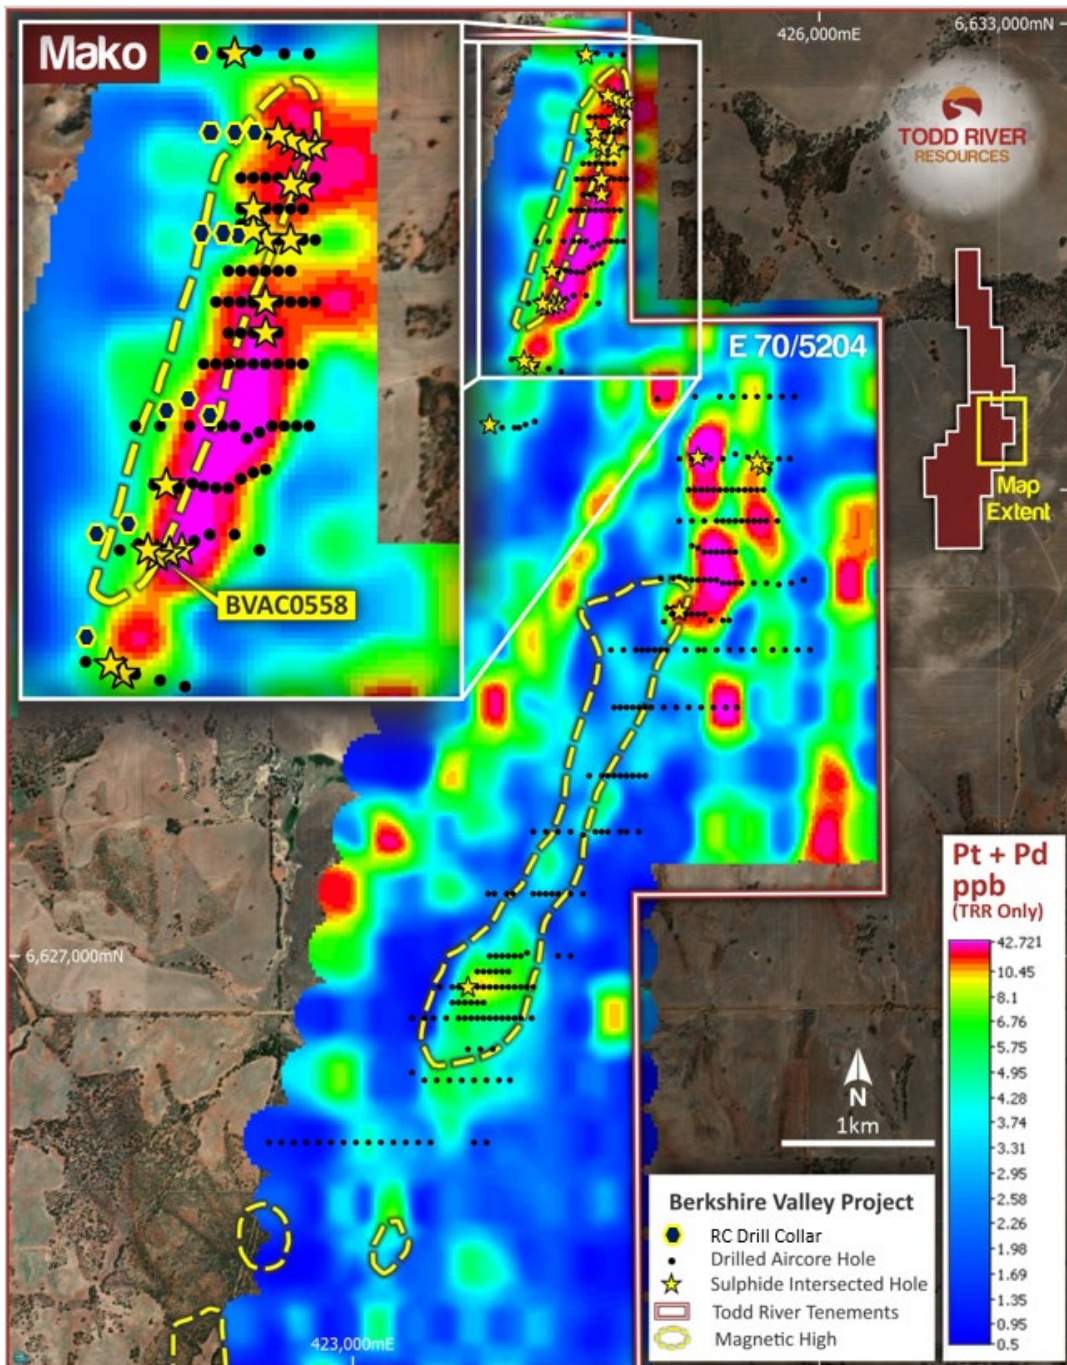 Mako
426,000mE
6,633,000mN
TODD RIVER
RESOURCES
E 70/5204
Map
Extent
BVAC0558
6,627,000mN
Pt + Pd
ppb
(TRR Only)
42.721
10.45
8.1
6.76
5.75
4.95
4.28
3.74
3.31
2.95
2.58
2.26
1.98
1.69
1.35
0.95
0.5
N
1km
Berkshire Valley Project
RC Drill Collar
Drilled Aircore Hole
Sulphide Intersected Hole
Todd River Tenements
Magnetic High
423,000mE